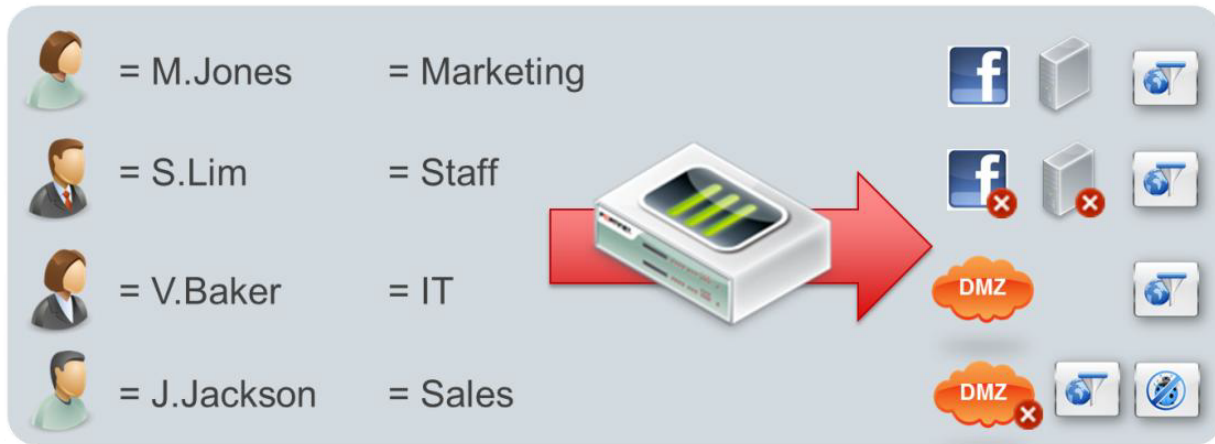 = M.Jones = Marketing
= S.Lim = Staff
= V.Baker = IT
DMZ
= J.Jackson = Sales
DMZ